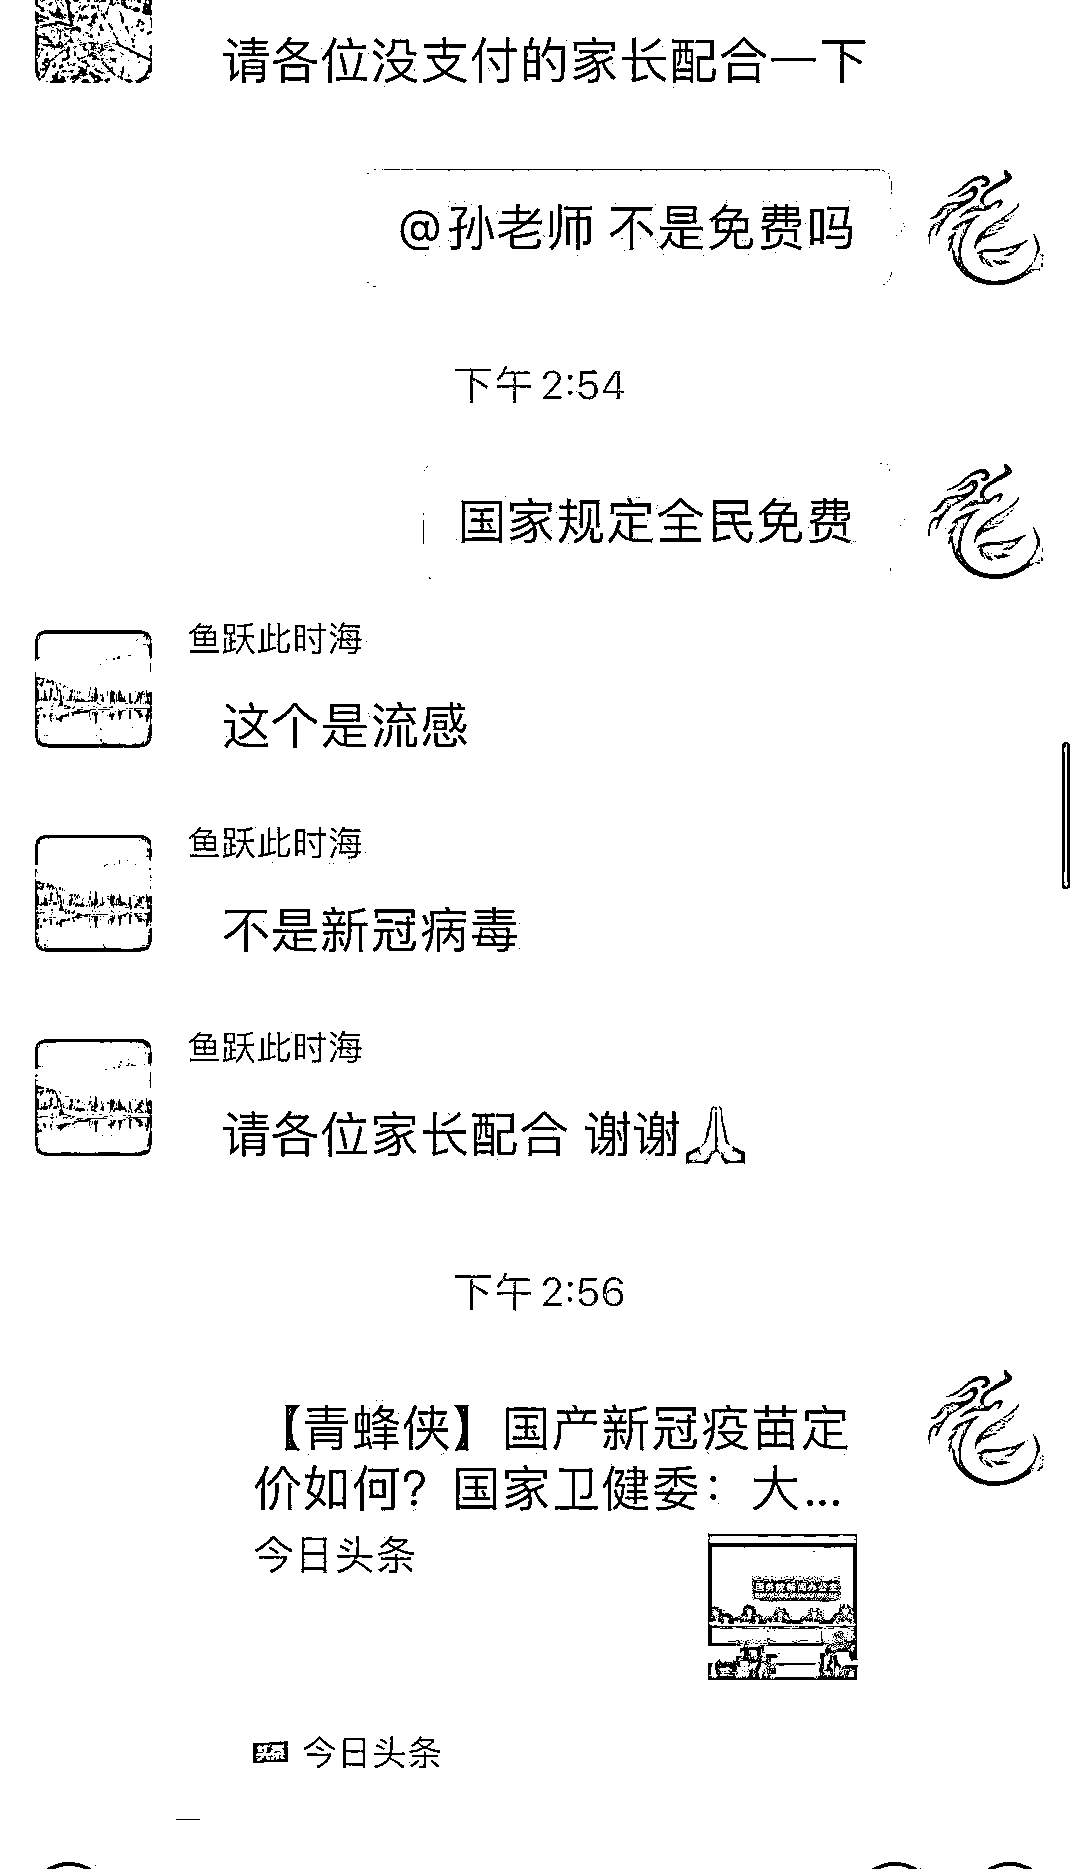 请各位没支付的家长配合一下
@孙老师 不是免费吗
下午 2:54
国家规定全民免费
鱼跃此时海
这个是流感
鱼跃此时海
不是新冠病毒
鱼跃此时海
请各位家长配合 谢谢🙏
下午 2:56
【青蜂侠】国产新冠疫苗定
价如何？国家卫健委：大...
今日头条
头条 今日头条